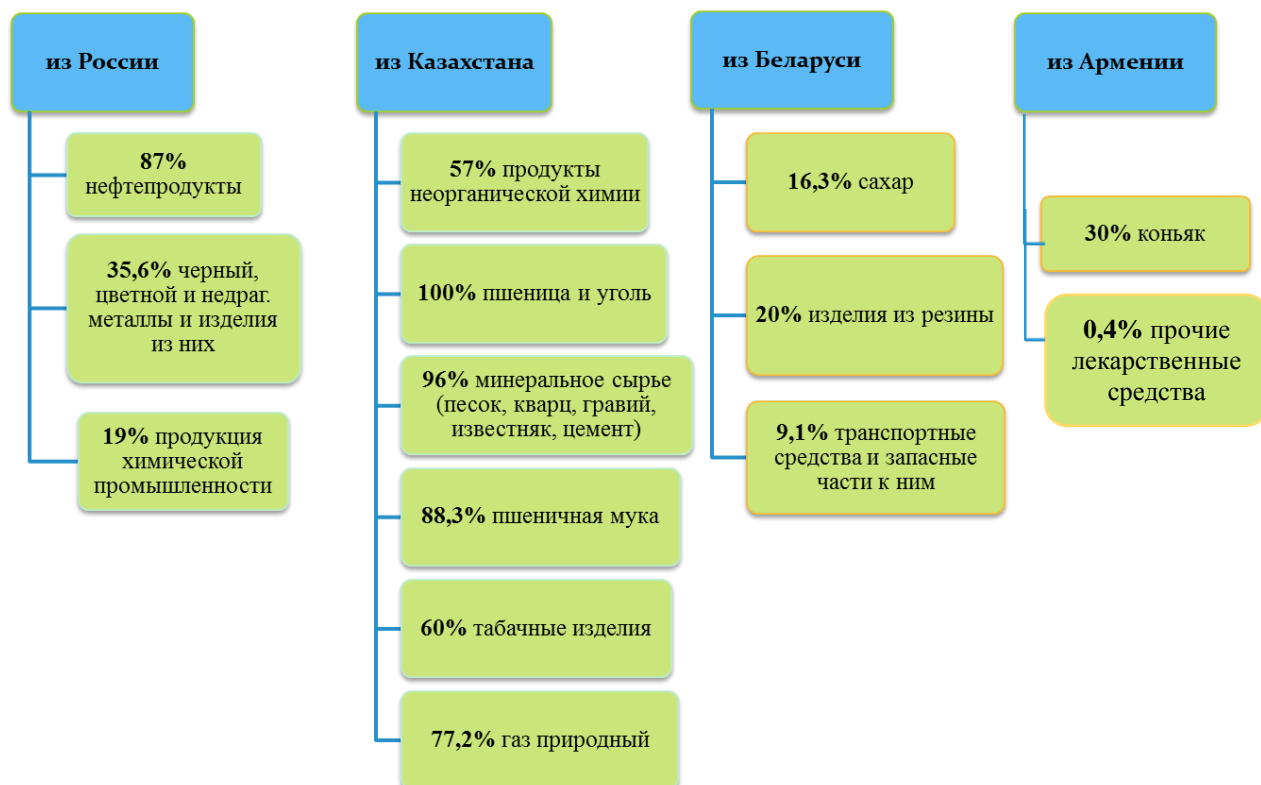 из России
87%
нефтепродукты
35,6% черный,
цветной и недраг.
металлы и изделия
из них
19% продукция
химической
промышленности
из Казахстана
57% продукты
неорганической химии
100% пшеница и уголь
96% минеральное сырье
(песок, кварц, гравий,
известняк, цемент)
88,3% пшеничная мука
60% табачные изделия
77,2% газ природный
из Беларуси
16,3% сахар
20% изделия из резины
9,1% транспортные
средства и запасные
части к ним
из Армении
30% коньяк
0,4% прочие
лекарственные
средства